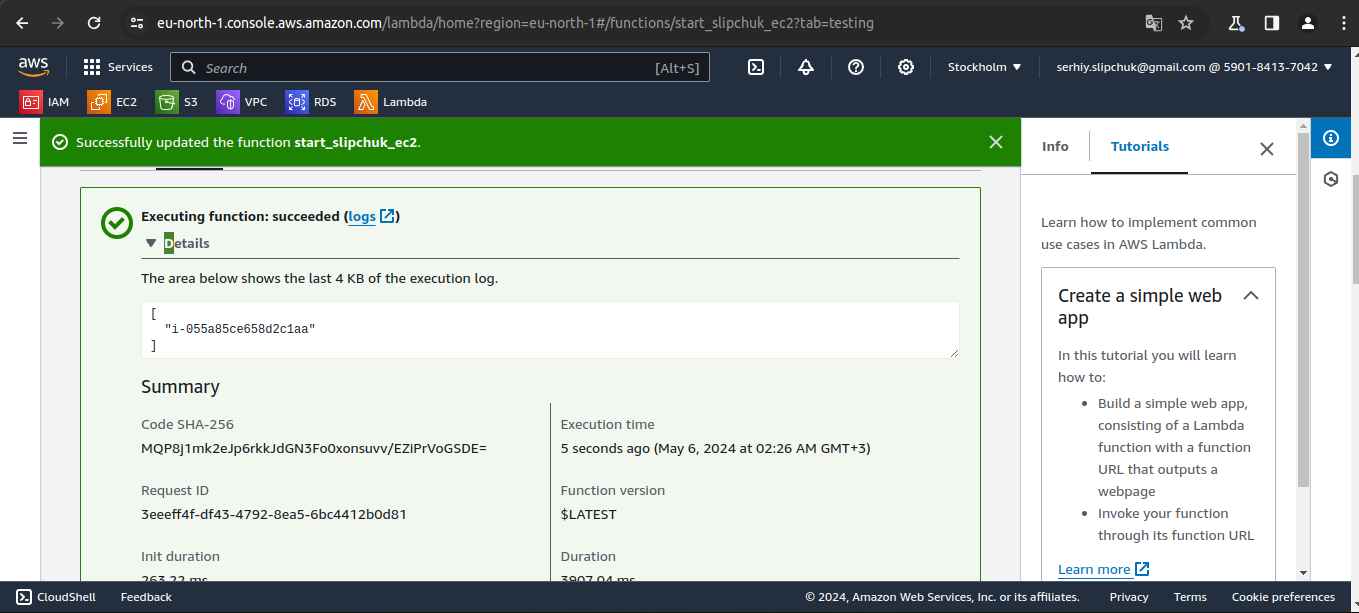 eu-north-1.console.aws.amazon.com/lambda/home?region=eu-north-1#/functions/start_slipchuk_ec2?tab=testing
aws
Services
Search
[Alt+S]
Stockholm
serhiy.slipchuk@gmail.com @ 5901-8413-7042
IAM
EC2
S3
VPC
RDS
Lambda
Successfully updated the function start_slipchuk_ec2.
Executing function: succeeded (logs)
Details
The area below shows the last 4 KB of the execution log.
[
"i-055a85ce658d2c1aa"
]
Summary
Code SHA-256
MQP8j1mk2eJp6rkkJdGN3Fo0xonsuvv/EZiPrVoGSDE=
Execution time
5 seconds ago (May 6, 2024 at 02:26 AM GMT+3)
Request ID
3eeeff4f-df43-4792-8ea5-6bc4412b0d81
Function version
$LATEST
Init duration
263.22 ms
Duration
3907.04 ms
Info
Tutorials
Learn how to implement common
use cases in AWS Lambda.
Create a simple web
app
In this tutorial you will learn
how to:
• Build a simple web app,
consisting of a Lambda
function with a function
URL that outputs a
webpage
• Invoke your function
through its function URL
Learn more
CloudShell
Feedback
© 2024, Amazon Web Services, Inc. or its affiliates.
Privacy
Terms
Cookie preferences